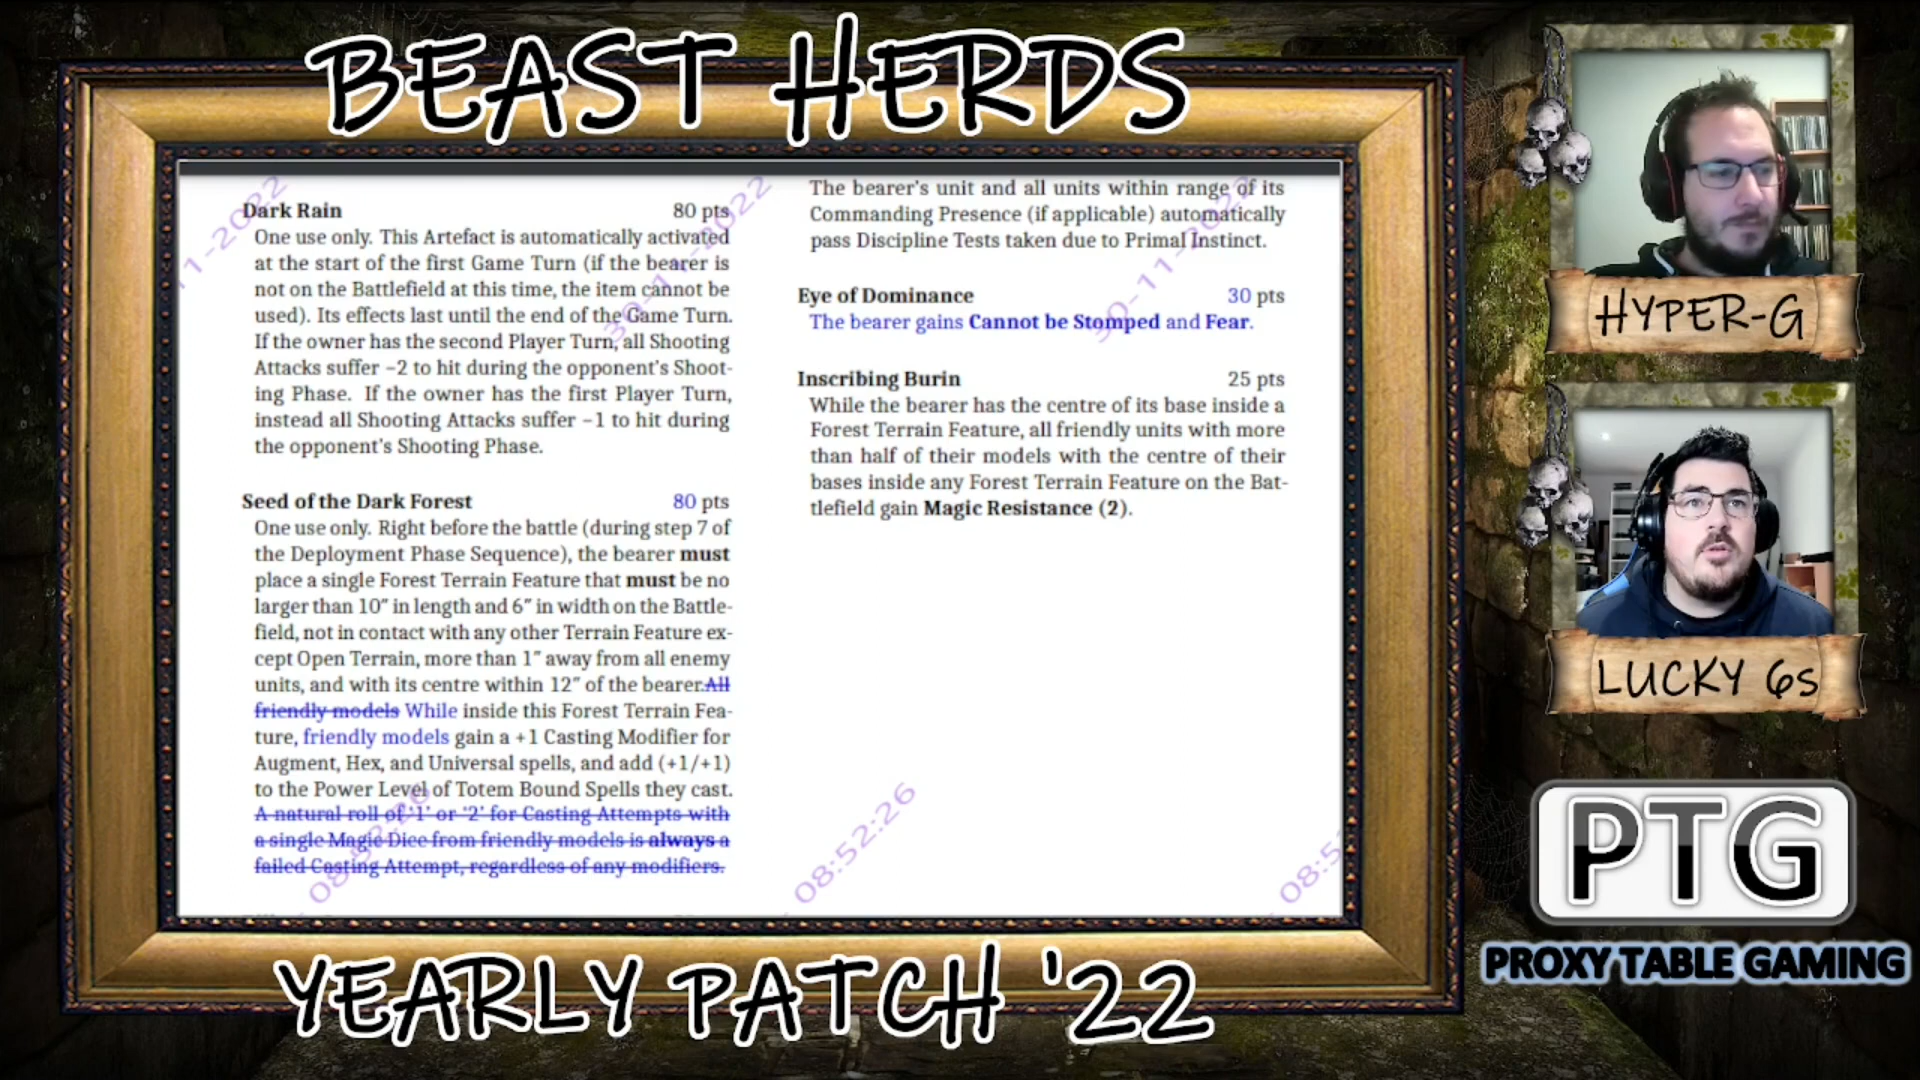 BEAST HERDS
Dark Rain 80 pts
One use only. This Artefact is automatically activated
at the start of the first Game Turn (if the bearer is
not on the Battlefield at this time, the item cannot be
used). Its effects last until the end of the Game Turn.
If the owner has the second Player Turn, all Shooting
Attacks suffer −2 to hit during the opponent's Shoot-
ing Phase. If the owner has the first Player Turn,
instead all Shooting Attacks suffer −1 to hit during
the opponent's Shooting Phase.
Seed of the Dark Forest 80 pts
One use only. Right before the battle (during step 7 of
the Deployment Phase Sequence), the bearer must
place a single Forest Terrain Feature that must be no
larger than 10″ in length and 6″ in width on the Battle-
field, not in contact with any other Terrain Feature ex-
cept Open Terrain, more than 1″ away from all enemy
units, and with its centre within 12″ of the bearer.All
friendly models While inside this Forest Terrain Fea-
ture, friendly models gain a +1 Casting Modifier for
Augment, Hex, and Universal spells, and add (+1/+1)
to the Power Level of Totem Bound Spells they cast.
A natural roll of '1' or '2' for Casting Attempts with
a single Magic Dice from friendly models is always a
failed Casting Attempt, regardless of any modifiers.
The bearer's unit and all units within range of its
Commanding Presence (if applicable) automatically
pass Discipline Tests taken due to Primal Instinct.
Eye of Dominance 30 pts
The bearer gains Cannot be Stomped and Fear.
Inscribing Burin 25 pts
While the bearer has the centre of its base inside a
Forest Terrain Feature, all friendly units with more
than half of their models with the centre of their
bases inside any Forest Terrain Feature on the Bat-
tlefield gain Magic Resistance (2).
1-2022
30-11-2022
30-11-2022
08:52:26
08:52:26
08:5
YEARLY PATCH '22
HYPER-G
LUCKY 6s
PTG
PROXY TABLE GAMING